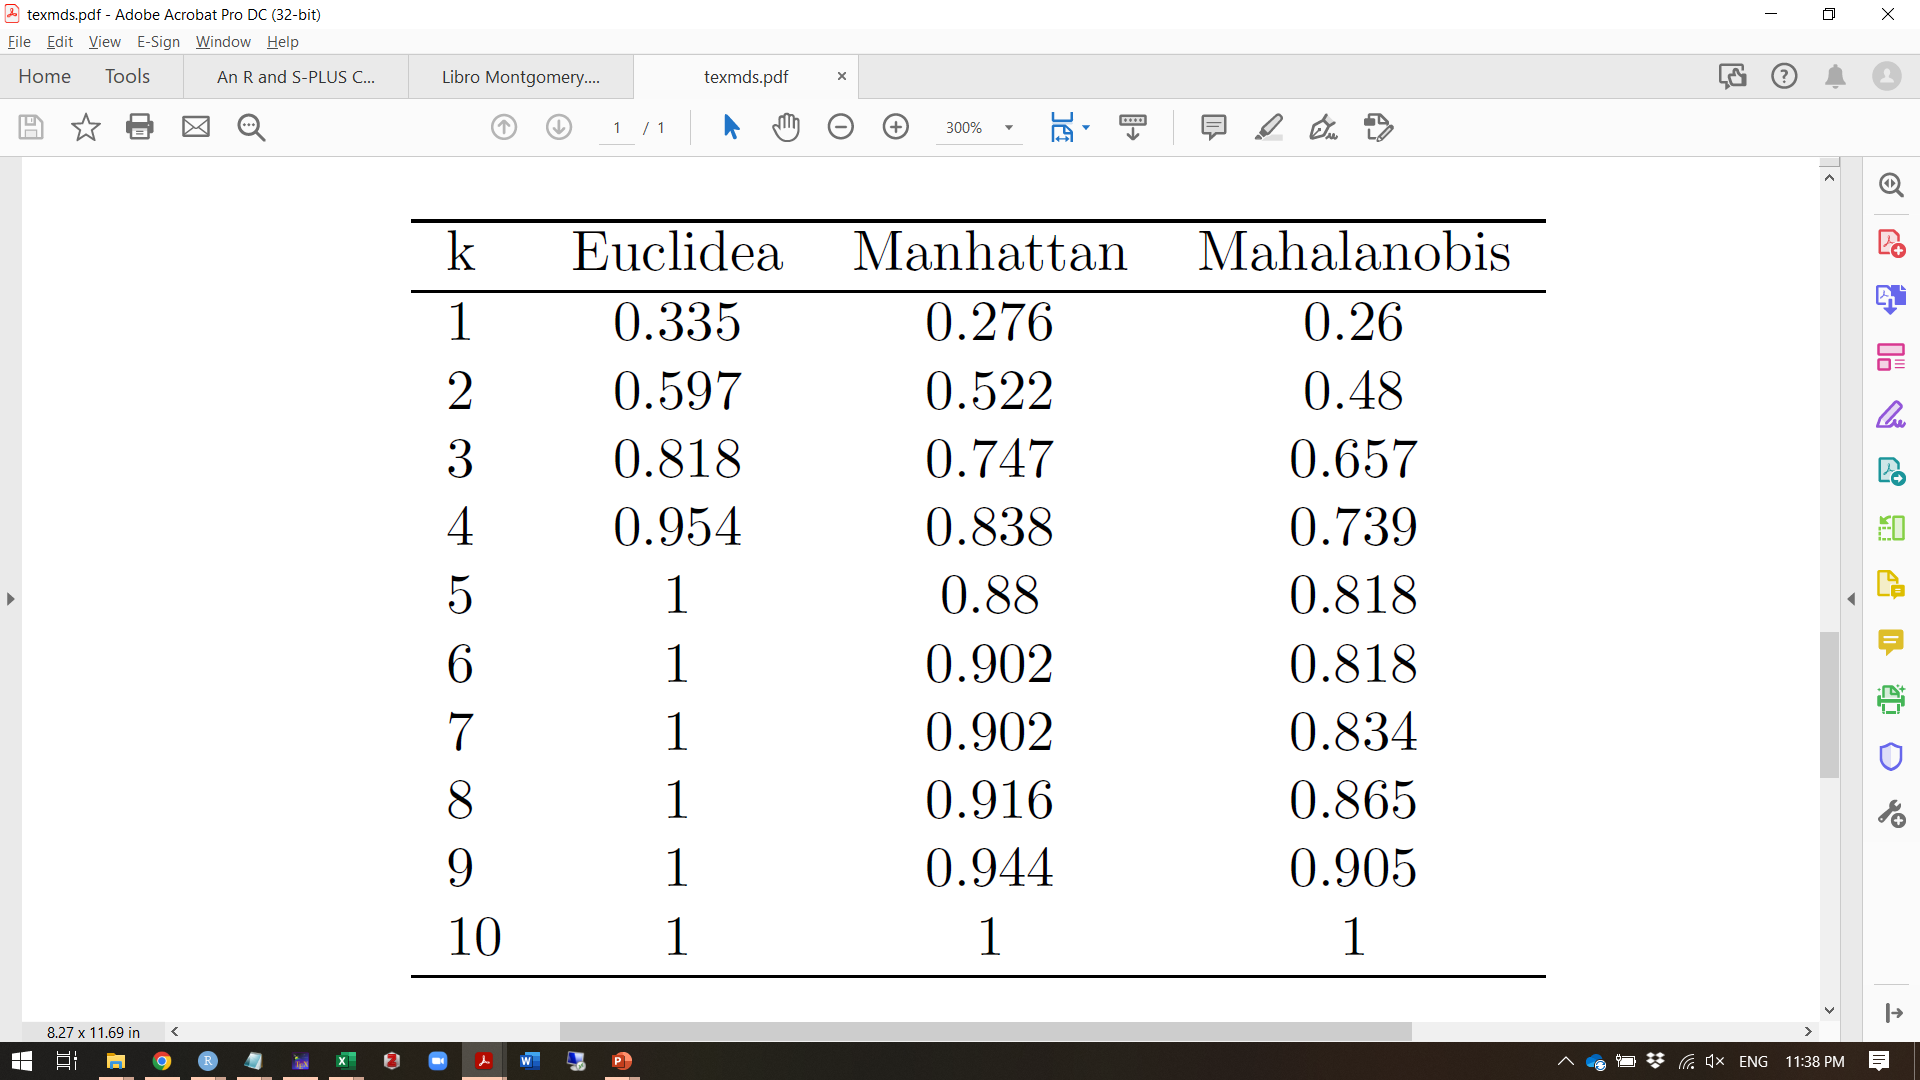 texmds.pdf - Adobe Acrobat Pro DC (32-bit)
File Edit View E-Sign Window Help
Home Tools An R and S-PLUS C... Libro Montgomery.... texmds.pdf ×
1 / 1 300%
k Euclidea Manhattan Mahalanobis
1 0.335 0.276 0.26
2 0.597 0.522 0.48
3 0.818 0.747 0.657
4 0.954 0.838 0.739
5 1 0.88 0.818
6 1 0.902 0.818
7 1 0.902 0.834
8 1 0.916 0.865
9 1 0.944 0.905
10 1 1 1
8.27 x 11.69 in
ENG 11:38 PM